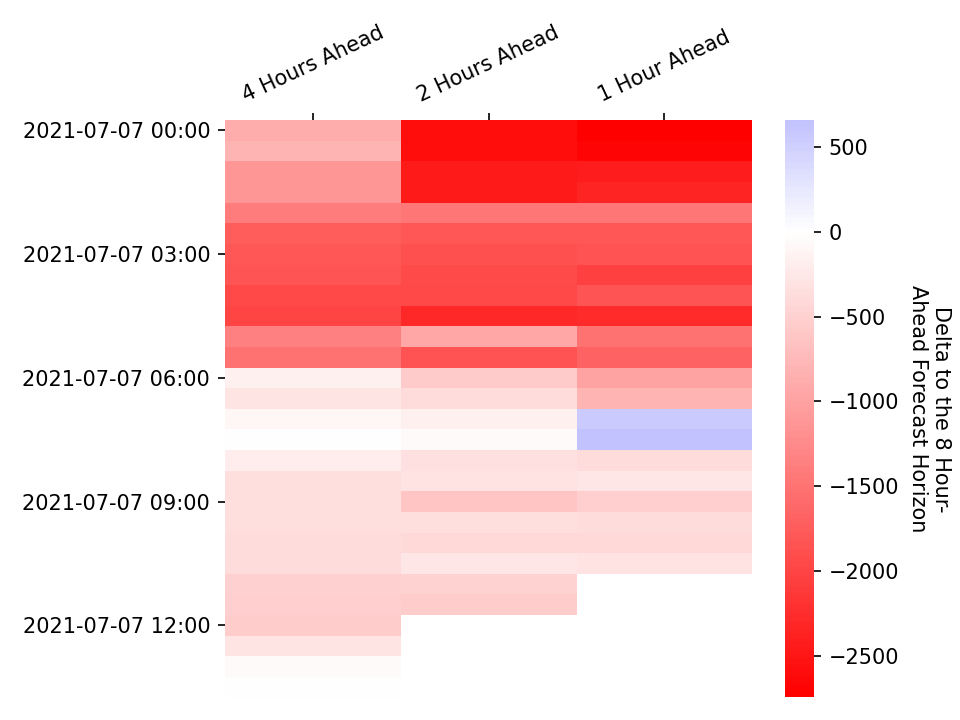 4 Hours Ahead
2 Hours Ahead
1 Hour Ahead
2021-07-07 00:00
2021-07-07 03:00
2021-07-07 06:00
2021-07-07 09:00
2021-07-07 12:00
500
0
−500
−1000
−1500
−2000
−2500
Delta to the 8 Hour-
Ahead Forecast Horizon